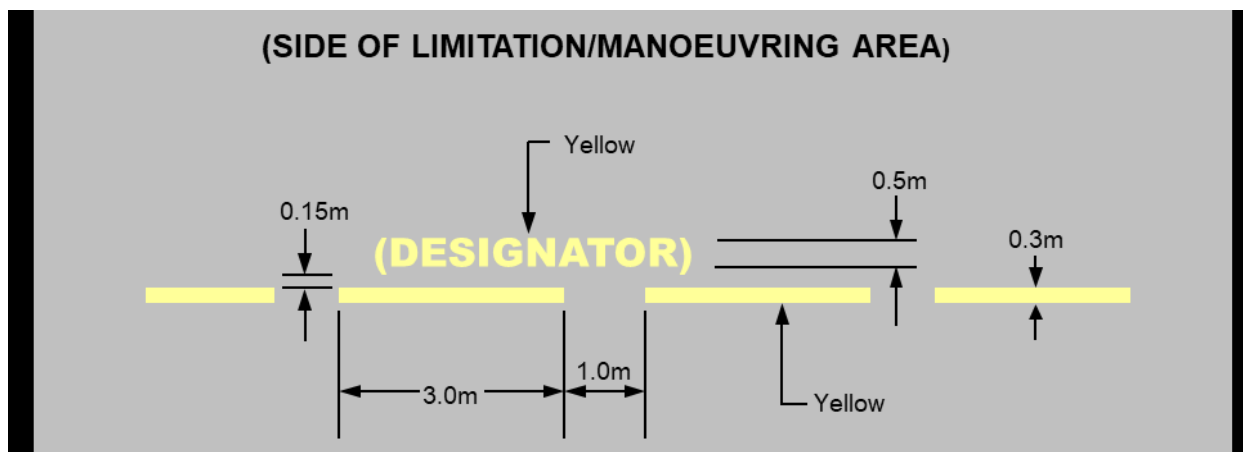 (SIDE OF LIMITATION/MANOEUVRING AREA)
Yellow
0.5m
0.15m
0.3m
(DESIGNATOR)
1.0m
3.0m
Yellow